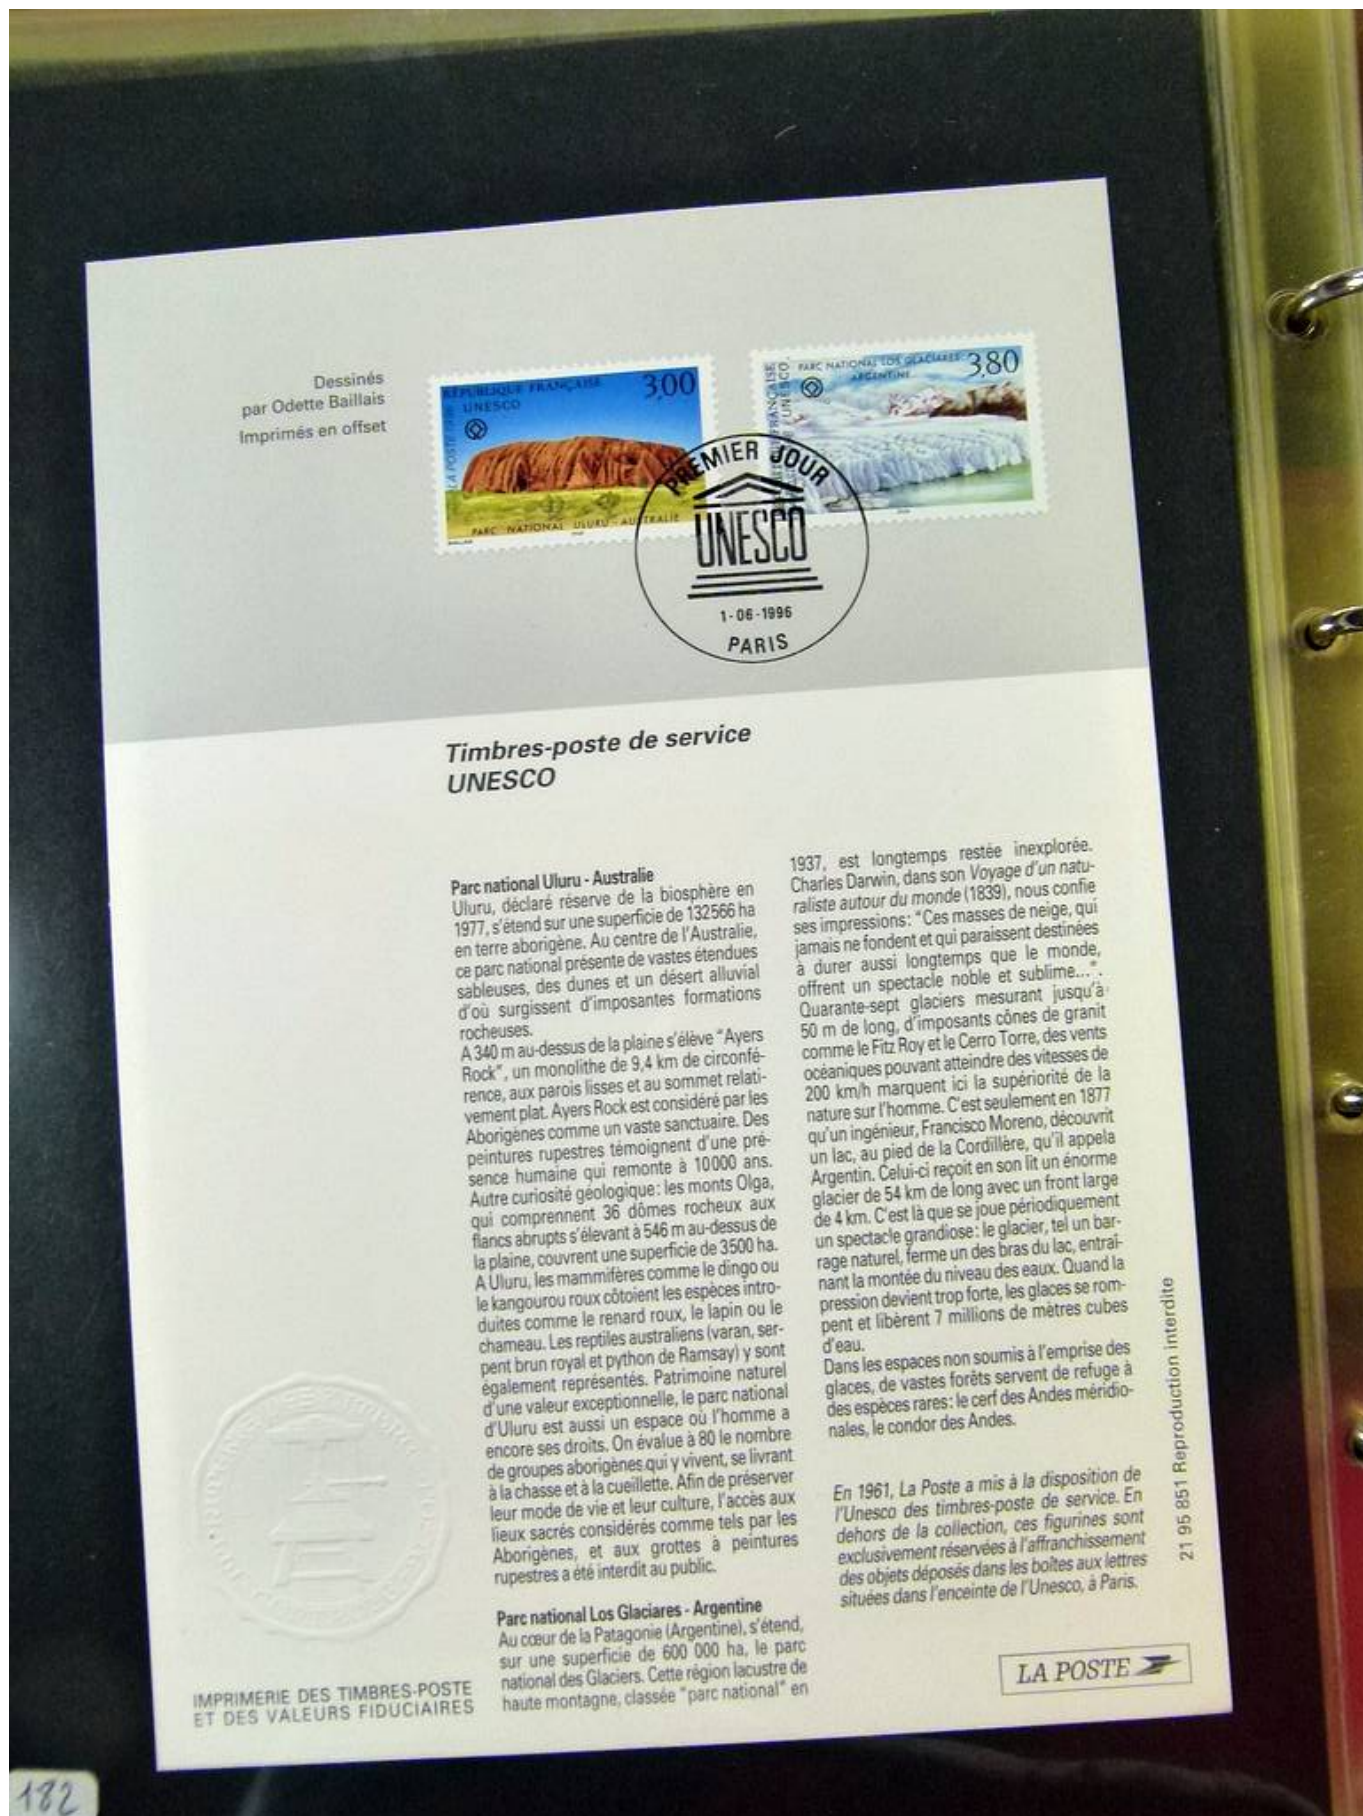 Dessinés
par Odette Baillais
Imprimés en offset
RÉPUBLIQUE FRANÇAISE 3,00
UNESCO
LA POSTE 1996
PARC NATIONAL ULURU - AUSTRALIE
PARC NATIONAL LOS GLACIARES 3,80
ARGENTINE
FRANÇAISE
UNESCO
PREMIER JOUR
UNESCO
1-06-1996
PARIS
Timbres-poste de service
UNESCO
Parc national Uluru - Australie
Uluru, déclaré réserve de la biosphère en
1977, s'étend sur une superficie de 132566 ha
en terre aborigène. Au centre de l'Australie,
ce parc national présente de vastes étendues
sableuses, des dunes et un désert alluvial
d'où surgissent d'imposantes formations
rocheuses.
A 340 m au-dessus de la plaine s'élève "Ayers
Rock", un monolithe de 9,4 km de circonfé-
rence, aux parois lisses et au sommet relati-
vement plat. Ayers Rock est considéré par les
Aborigènes comme un vaste sanctuaire. Des
peintures rupestres témoignent d'une pré-
sence humaine qui remonte à 10000 ans.
Autre curiosité géologique: les monts Olga,
qui comprennent 36 dômes rocheux aux
flancs abrupts s'élevant à 546 m au-dessus de
la plaine, couvrent une superficie de 3500 ha.
A Uluru, les mammifères comme le dingo ou
le kangourou roux côtoient les espèces intro-
duites comme le renard roux, le lapin ou le
chameau. Les reptiles australiens (varan, ser-
pent brun royal et python de Ramsay) y sont
également représentés. Patrimoine naturel
d'une valeur exceptionnelle, le parc national
d'Uluru est aussi un espace où l'homme a
encore ses droits. On évalue à 80 le nombre
de groupes aborigènes qui y vivent, se livrant
à la chasse et à la cueillette. Afin de préserver
leur mode de vie et leur culture, l'accès aux
lieux sacrés considérés comme tels par les
Aborigènes, et aux grottes à peintures
rupestres a été interdit au public.
Parc national Los Glaciares - Argentine
Au cœur de la Patagonie (Argentine), s'étend,
sur une superficie de 600 000 ha, le parc
national des Glaciers. Cette région lacustre de
haute montagne, classée "parc national" en
1937, est longtemps restée inexplorée.
Charles Darwin, dans son Voyage d'un natu-
raliste autour du monde (1839), nous confie
ses impressions: "Ces masses de neige, qui
jamais ne fondent et qui paraissent destinées
à durer aussi longtemps que le monde,
offrent un spectacle noble et sublime...".
Quarante-sept glaciers mesurant jusqu'à
50 m de long, d'imposants cônes de granit
comme le Fitz Roy et le Cerro Torre, des vents
océaniques pouvant atteindre des vitesses de
200 km/h marquent ici la supériorité de la
nature sur l'homme. C'est seulement en 1877
qu'un ingénieur, Francisco Moreno, découvrit
un lac, au pied de la Cordillère, qu'il appela
Argentin. Celui-ci reçoit en son lit un énorme
glacier de 54 km de long avec un front large
de 4 km. C'est là que se joue périodiquement
un spectacle grandiose: le glacier, tel un bar-
rage naturel, ferme un des bras du lac, entraî-
nant la montée du niveau des eaux. Quand la
pression devient trop forte, les glaces se rom-
pent et libèrent 7 millions de mètres cubes
d'eau.
Dans les espaces non soumis à l'emprise des
glaces, de vastes forêts servent de refuge à
des espèces rares: le cerf des Andes méridio-
nales, le condor des Andes.
En 1961, La Poste a mis à la disposition de
l'Unesco des timbres-poste de service. En
dehors de la collection, ces figurines sont
exclusivement réservées à l'affranchissement
des objets déposés dans les boîtes aux lettres
situées dans l'enceinte de l'Unesco, à Paris.
21 95 851 Reproduction interdite
LA POSTE
IMPRIMERIE DES TIMBRES-POSTE
ET DES VALEURS FIDUCIAIRES
182